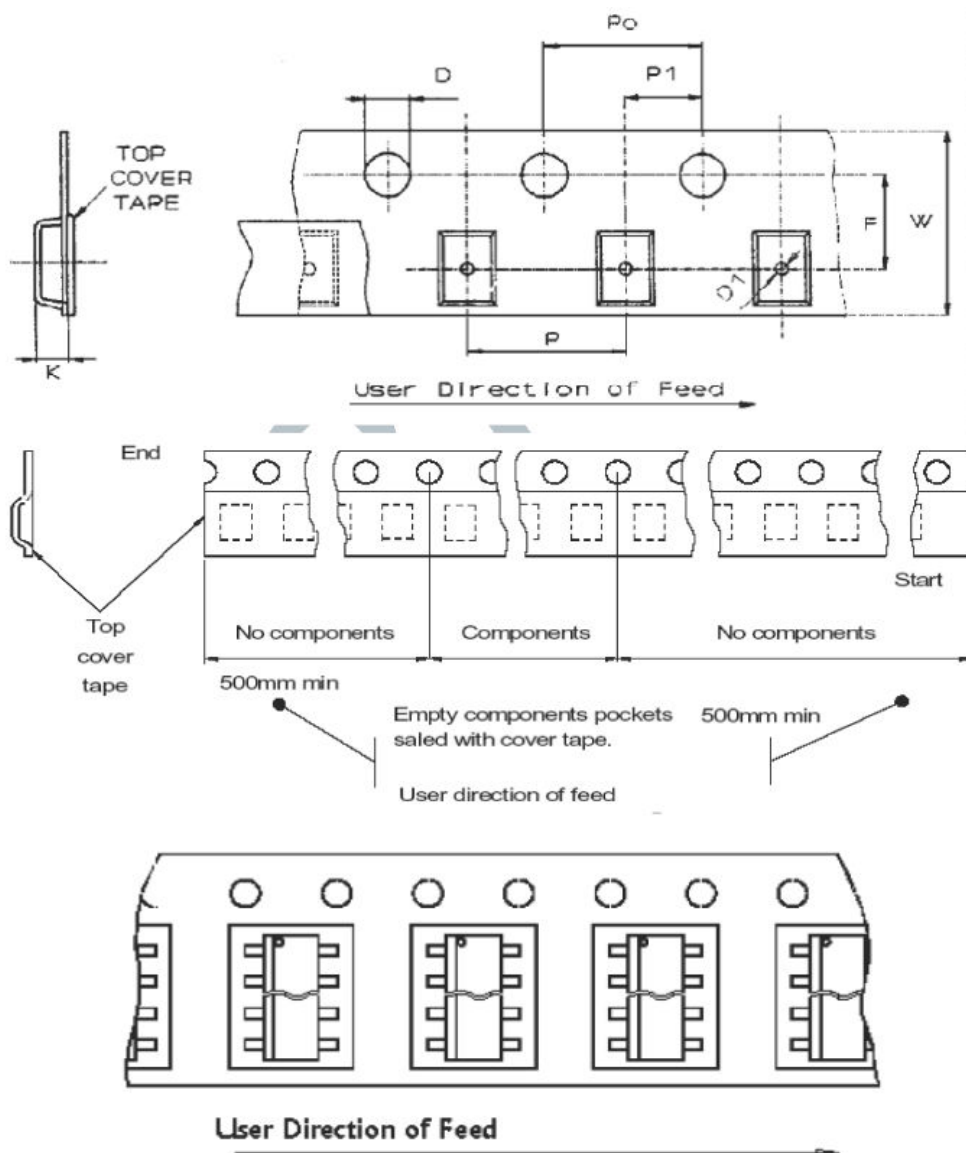 Po
D
P1
TOP
COVER
TAPE
F
W
D1
P
K
User Direction of Feed
End
Start
Top
cover
tape
No components
Components
No components
500mm min
Empty components pockets
saled with cover tape.
500mm min
User direction of feed
User Direction of Feed